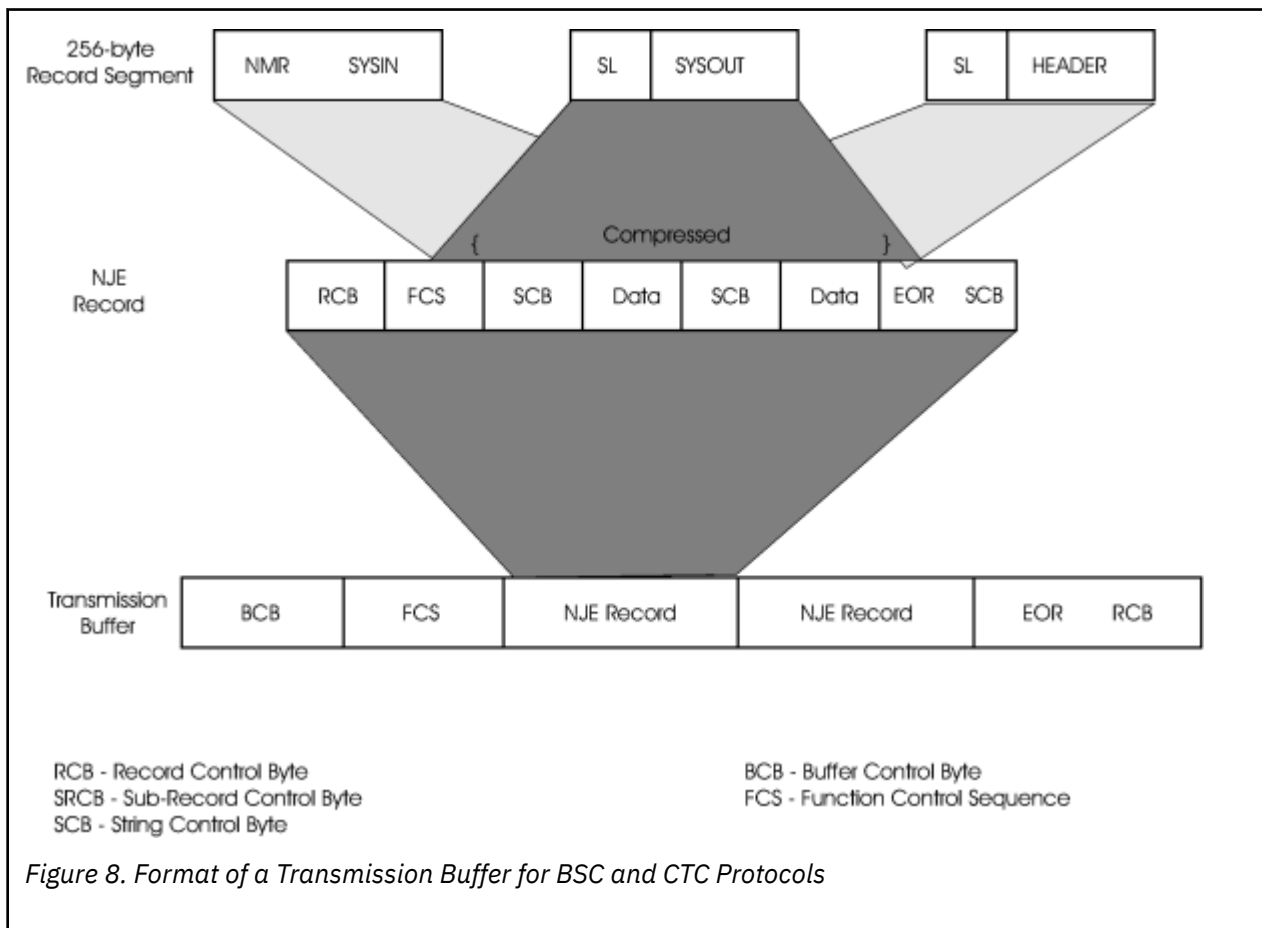 256-byte
Record Segment
NMR SYSIN
SL SYSOUT
SL HEADER
{ Compressed }
NJE
Record
RCB FCS SCB Data SCB Data EOR SCB
Transmission
Buffer
BCB FCS NJE Record NJE Record EOR RCB
RCB - Record Control Byte
SRCB - Sub-Record Control Byte
SCB - String Control Byte
BCB - Buffer Control Byte
FCS - Function Control Sequence
Figure 8. Format of a Transmission Buffer for BSC and CTC Protocols